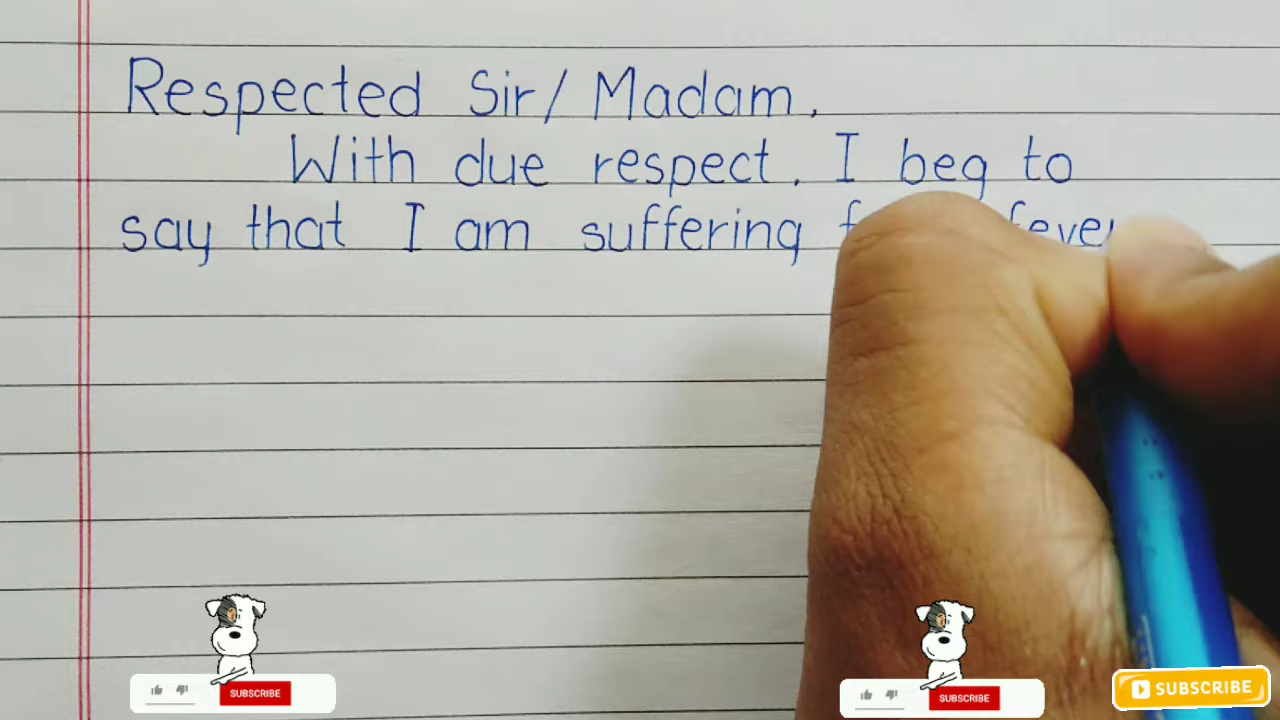 Respected Sir/ Madam,
With due respect, I beg to
say that I am suffering
SUBSCRIBE
SUBSCRIBE
SUBSCRIBE